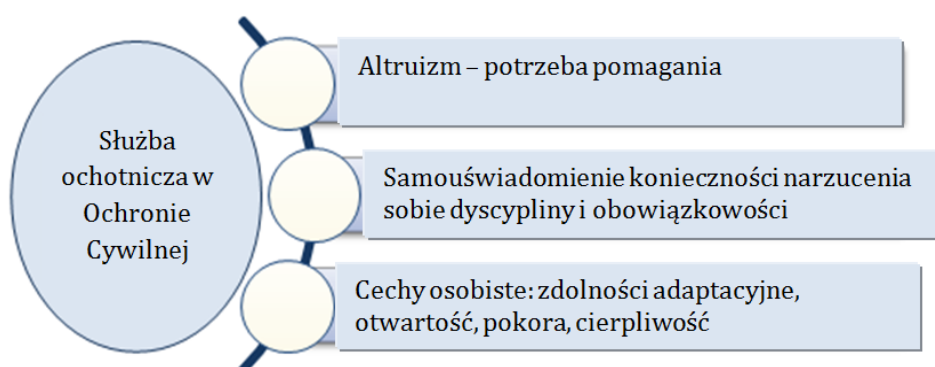 Służba
ochotnicza w
Ochronie
Cywilnej
Altruizm – potrzeba pomagania
Samouświadomienie konieczności narzucenia
sobie dyscypliny i obowiązkowości
Cechy osobiste: zdolności adaptacyjne,
otwartość, pokora, cierpliwość